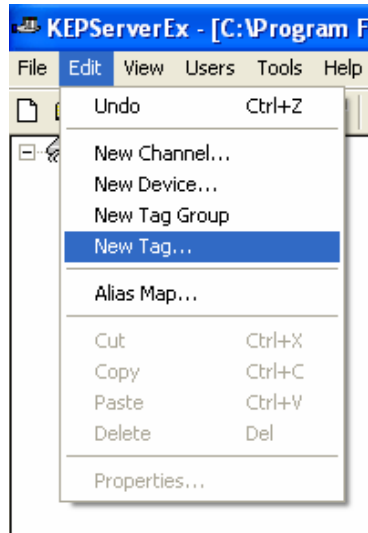 KEPServerEx - [C:\Program F
File Edit View Users Tools Help
Undo Ctrl+Z
New Channel...
New Device...
New Tag Group
New Tag...
Alias Map...
Cut Ctrl+X
Copy Ctrl+C
Paste Ctrl+V
Delete Del
Properties...